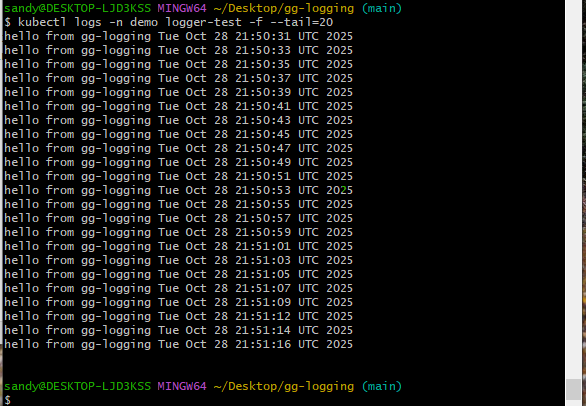 sandy@DESKTOP-LJD3KSS MINGW64 ~/Desktop/gg-logging (main)
$ kubectl logs -n demo logger-test -f --tail=20
hello from gg-logging Tue Oct 28 21:50:31 UTC 2025
hello from gg-logging Tue Oct 28 21:50:33 UTC 2025
hello from gg-logging Tue Oct 28 21:50:35 UTC 2025
hello from gg-logging Tue Oct 28 21:50:37 UTC 2025
hello from gg-logging Tue Oct 28 21:50:39 UTC 2025
hello from gg-logging Tue Oct 28 21:50:41 UTC 2025
hello from gg-logging Tue Oct 28 21:50:43 UTC 2025
hello from gg-logging Tue Oct 28 21:50:45 UTC 2025
hello from gg-logging Tue Oct 28 21:50:47 UTC 2025
hello from gg-logging Tue Oct 28 21:50:49 UTC 2025
hello from gg-logging Tue Oct 28 21:50:51 UTC 2025
hello from gg-logging Tue Oct 28 21:50:53 UTC 2025
hello from gg-logging Tue Oct 28 21:50:55 UTC 2025
hello from gg-logging Tue Oct 28 21:50:57 UTC 2025
hello from gg-logging Tue Oct 28 21:50:59 UTC 2025
hello from gg-logging Tue Oct 28 21:51:01 UTC 2025
hello from gg-logging Tue Oct 28 21:51:03 UTC 2025
hello from gg-logging Tue Oct 28 21:51:05 UTC 2025
hello from gg-logging Tue Oct 28 21:51:07 UTC 2025
hello from gg-logging Tue Oct 28 21:51:09 UTC 2025
hello from gg-logging Tue Oct 28 21:51:12 UTC 2025
hello from gg-logging Tue Oct 28 21:51:14 UTC 2025
hello from gg-logging Tue Oct 28 21:51:16 UTC 2025
sandy@DESKTOP-LJD3KSS MINGW64 ~/Desktop/gg-logging (main)
$